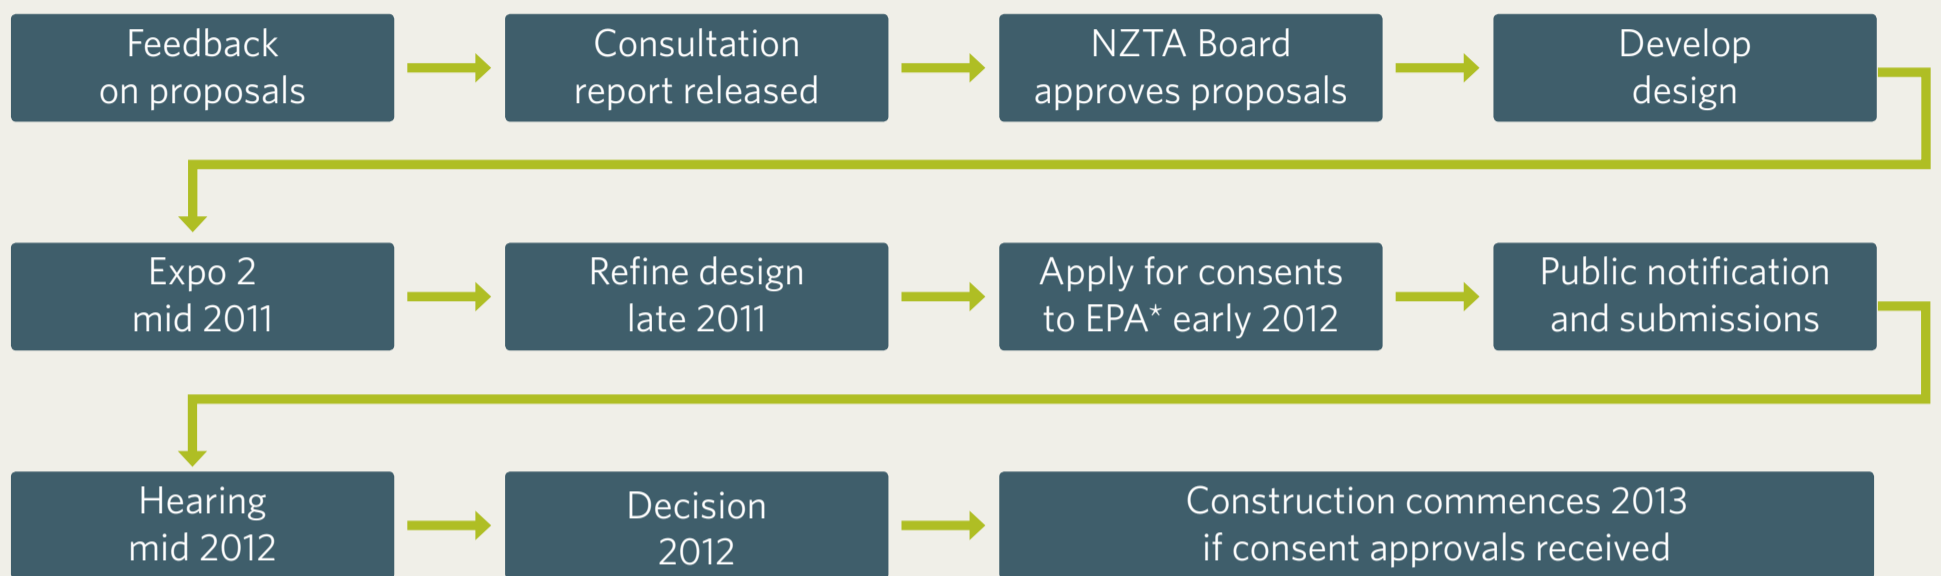 Feedback
on proposals
Consultation
report released
NZTA Board
approves proposals
Develop
design
Expo 2
mid 2011
Refine design
late 2011
Apply for consents
to EPA* early 2012
Public notification
and submissions
Hearing
mid 2012
Decision
2012
Construction commences 2013
if consent approvals received